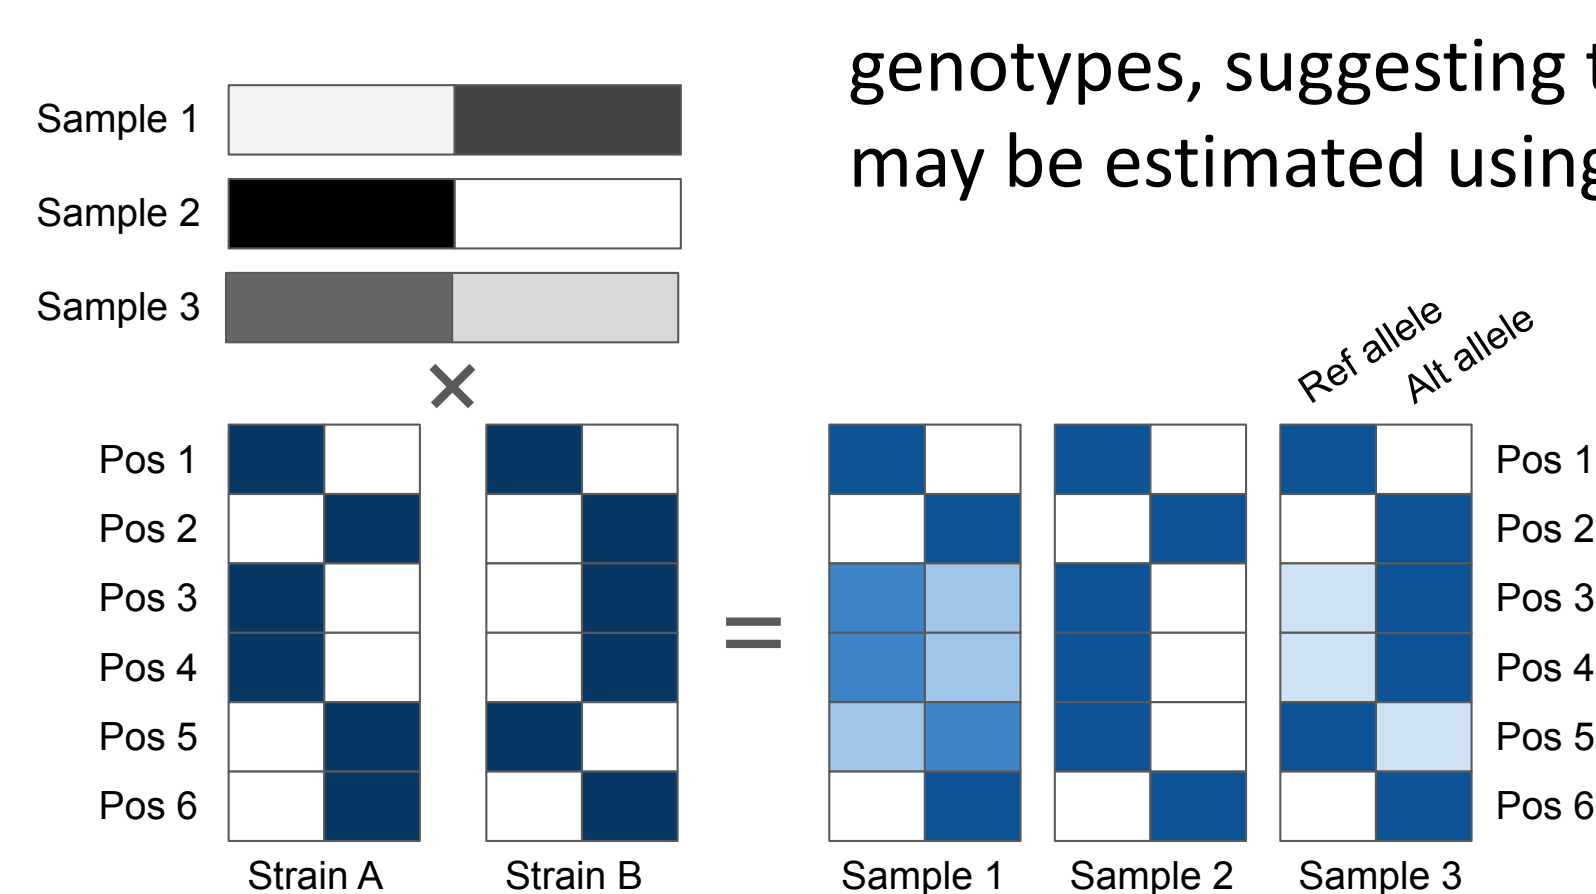 genotypes, suggesting
may be estimated using
Sample 1
Sample 2
Sample 3
×
Ref allele
Alt allele
Pos 1
Pos 2
Pos 3
Pos 4
Pos 5
Pos 6
=
Pos 1
Pos 2
Pos 3
Pos 4
Pos 5
Pos 6
Strain A
Strain B
Sample 1
Sample 2
Sample 3